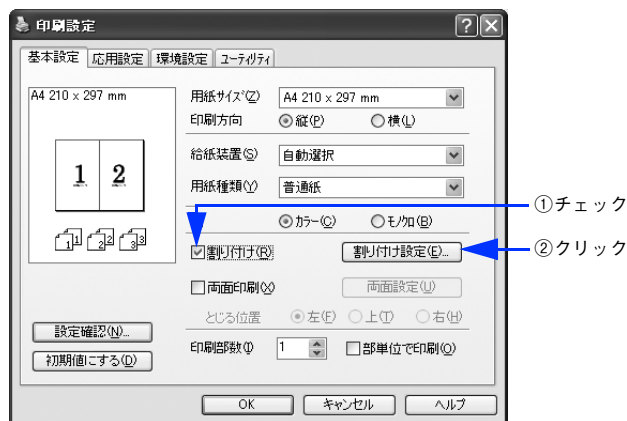 印刷設定
基本設定 応用設定 環境設定 ユーティリティ
A4 210 x 297 mm
1 2
1 1 2 2 3 3
設定確認(N)...
初期値にする(D)
用紙サイズ(Z) A4 210 x 297 mm
印刷方向 縦(P) 横(L)
給紙装置(S) 自動選択
用紙種類(Y) 普通紙
カラー(C) モノクロ(B)
割り付け(R) 割り付け設定(E)...
両面印刷(X) 両面設定(U)
とじる位置 左(F) 上(T) 右(H)
印刷部数(I) 1 部単位で印刷(O)
OK キャンセル ヘルプ
①チェック
②クリック